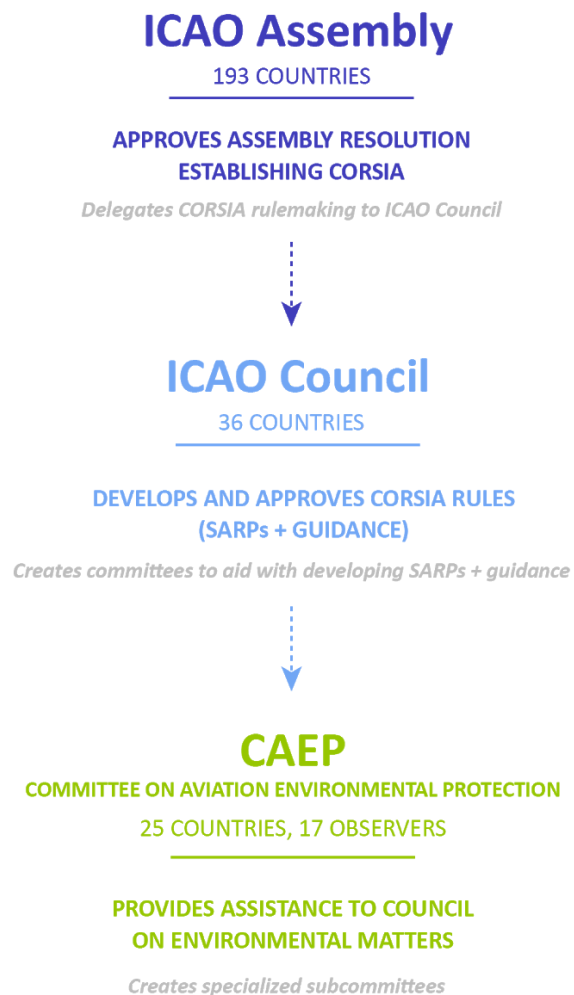 ICAO Assembly
193 COUNTRIES
APPROVES ASSEMBLY RESOLUTION
ESTABLISHING CORSIA
Delegates CORSIA rulemaking to ICAO Council
ICAO Council
36 COUNTRIES
DEVELOPS AND APPROVES CORSIA RULES
(SARPs + GUIDANCE)
Creates committees to aid with developing SARPs + guidance
CAEP
COMMITTEE ON AVIATION ENVIRONMENTAL PROTECTION
25 COUNTRIES, 17 OBSERVERS
PROVIDES ASSISTANCE TO COUNCIL
ON ENVIRONMENTAL MATTERS
Creates specialized subcommittees